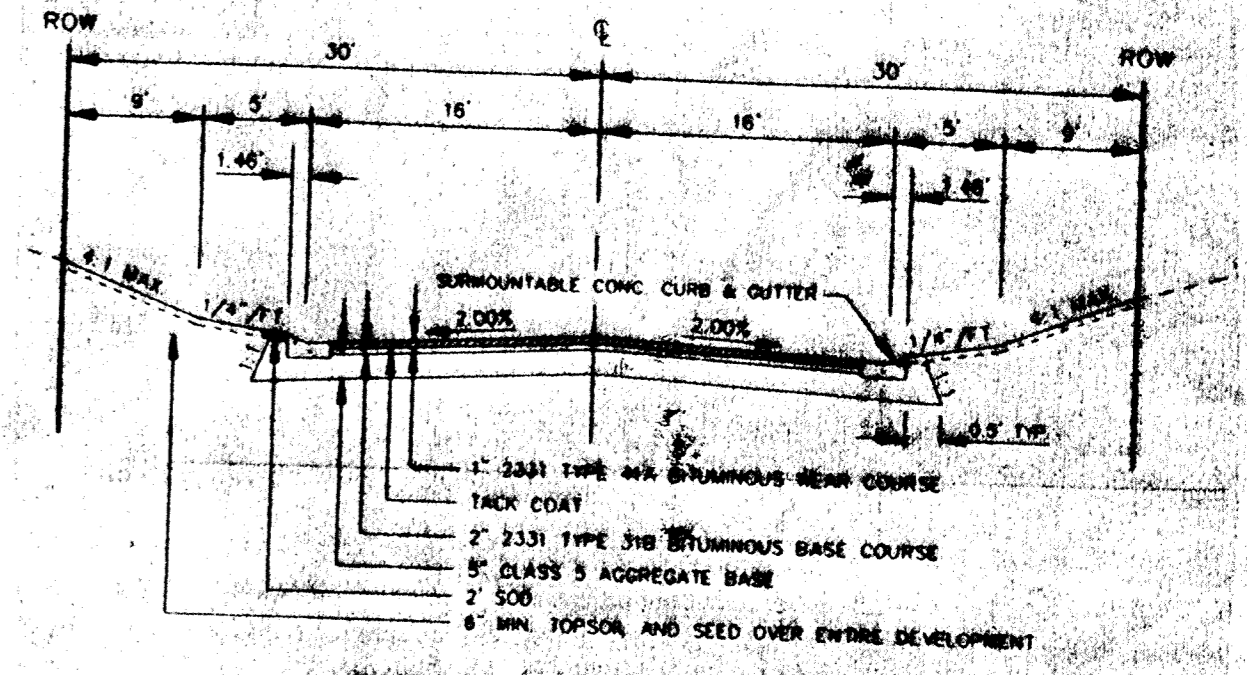 ROW
℄
ROW
30'
30'
9'
5'
16'
16'
5'
9'
1.46'
1.46'
4:1 MAX
1/4"/FT
SURMOUNTABLE CONC. CURB & GUTTER
2.00%
2.00%
1/4"/FT
4:1 MAX
0.5' TYP
1" 2331 TYPE 41A BITUMINOUS WEAR COURSE
TACK COAT
2" 2331 TYPE 31B BITUMINOUS BASE COURSE
5" CLASS 5 AGGREGATE BASE
2' SOD
6" MIN. TOPSOIL AND SEED OVER ENTIRE DEVELOPMENT